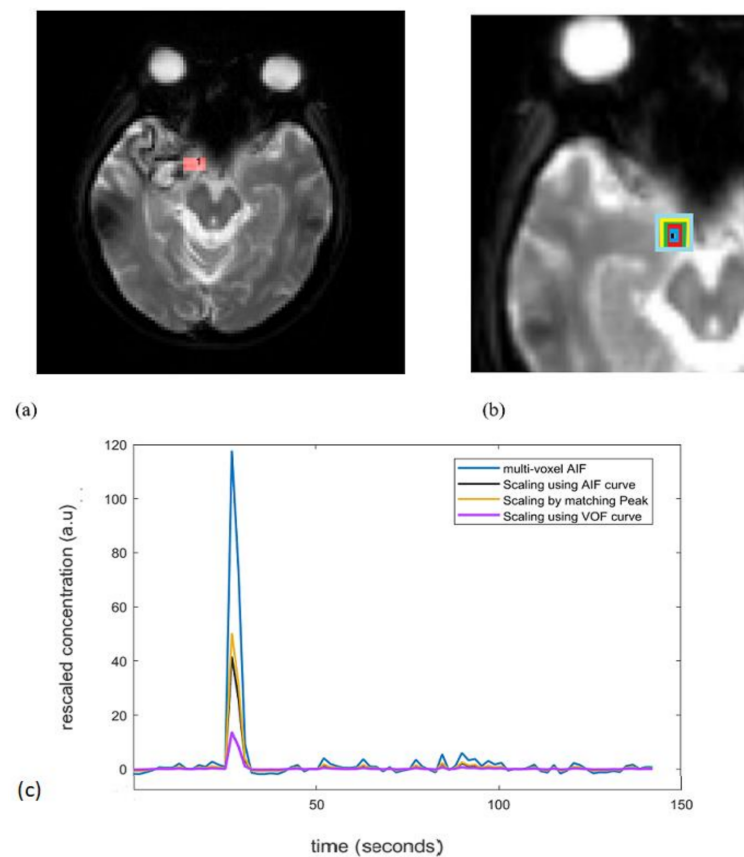 1
(a)
(b)
120
100
80
60
40
20
0
50
100
150
rescaled concentration (a.u)
multi-voxel AIF
Scaling using AIF curve
Scaling by matching Peak
Scaling using VOF curve
(c)
time (seconds)